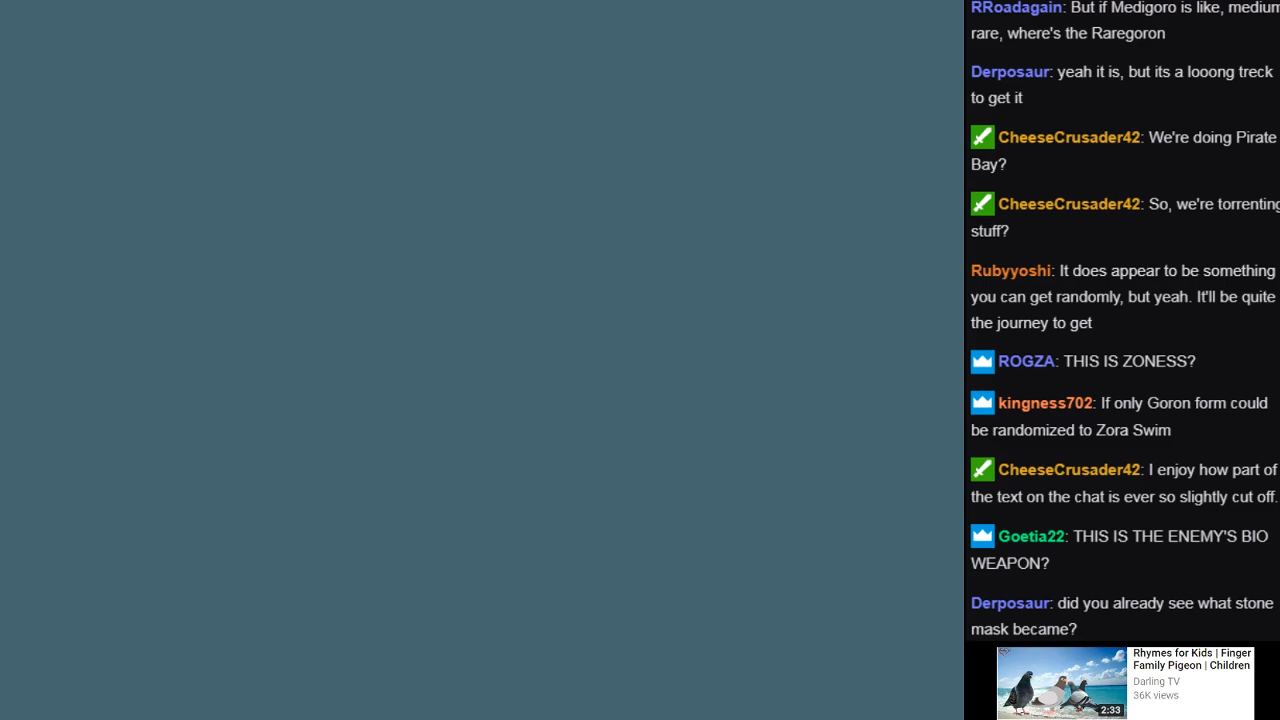 RRoadagain: But if Medigoro is like, medium
rare, where's the Raregoron
Derposaur: yeah it is, but its a looong treck
to get it
CheeseCrusader42: We're doing Pirate
Bay?
CheeseCrusader42: So, we're torrenting
stuff?
Rubyyoshi: It does appear to be something
you can get randomly, but yeah. It'll be quite
the journey to get
ROGZA: THIS IS ZONESS?
kingness702: If only Goron form could
be randomized to Zora Swim
CheeseCrusader42: I enjoy how part of
the text on the chat is ever so slightly cut off.
Goetia22: THIS IS THE ENEMY'S BIO
WEAPON?
Derposaur: did you already see what stone
mask became?
Rhymes for Kids | Finger
Family Pigeon | Children
Darling TV
36K views
2:33